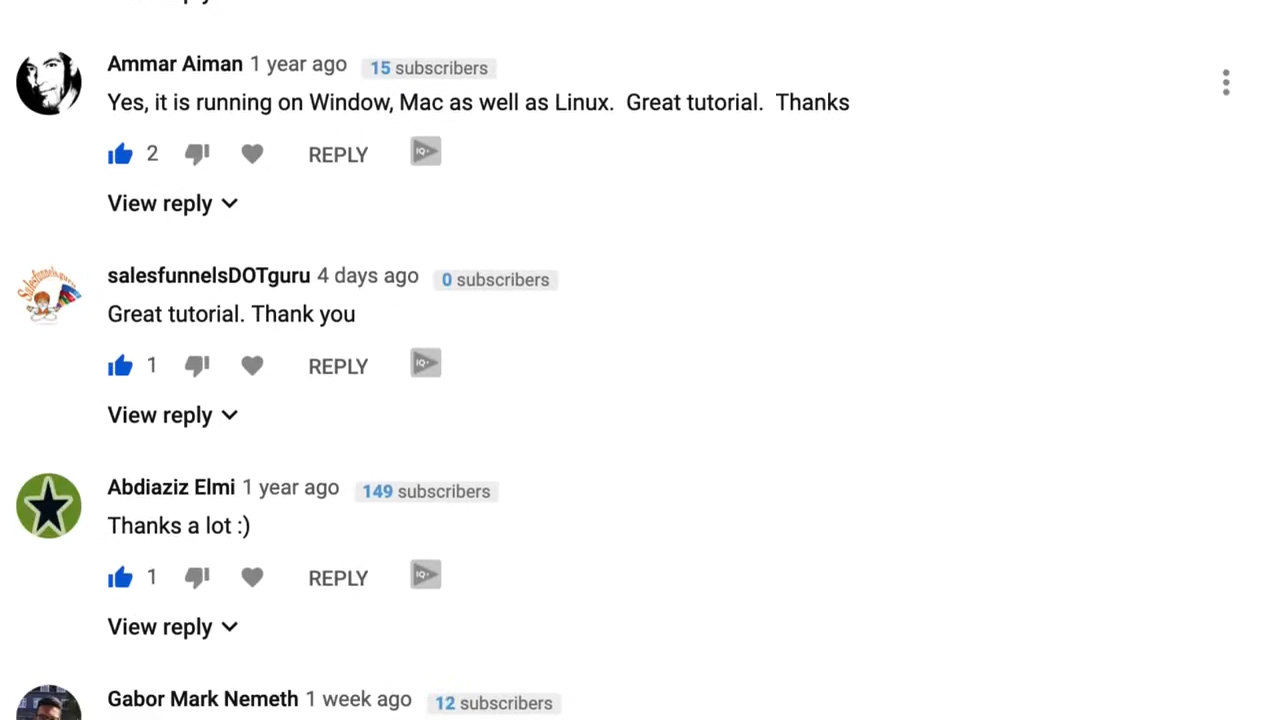 Ammar Aiman 1 year ago 15 subscribers
Yes, it is running on Window, Mac as well as Linux.  Great tutorial.  Thanks
2 REPLY IQ+
View reply
salesfunnelsDOTguru 4 days ago 0 subscribers
Great tutorial. Thank you
1 REPLY IQ+
View reply
Abdiaziz Elmi 1 year ago 149 subscribers
Thanks a lot :)
1 REPLY IQ+
View reply
Gabor Mark Nemeth 1 week ago 12 subscribers